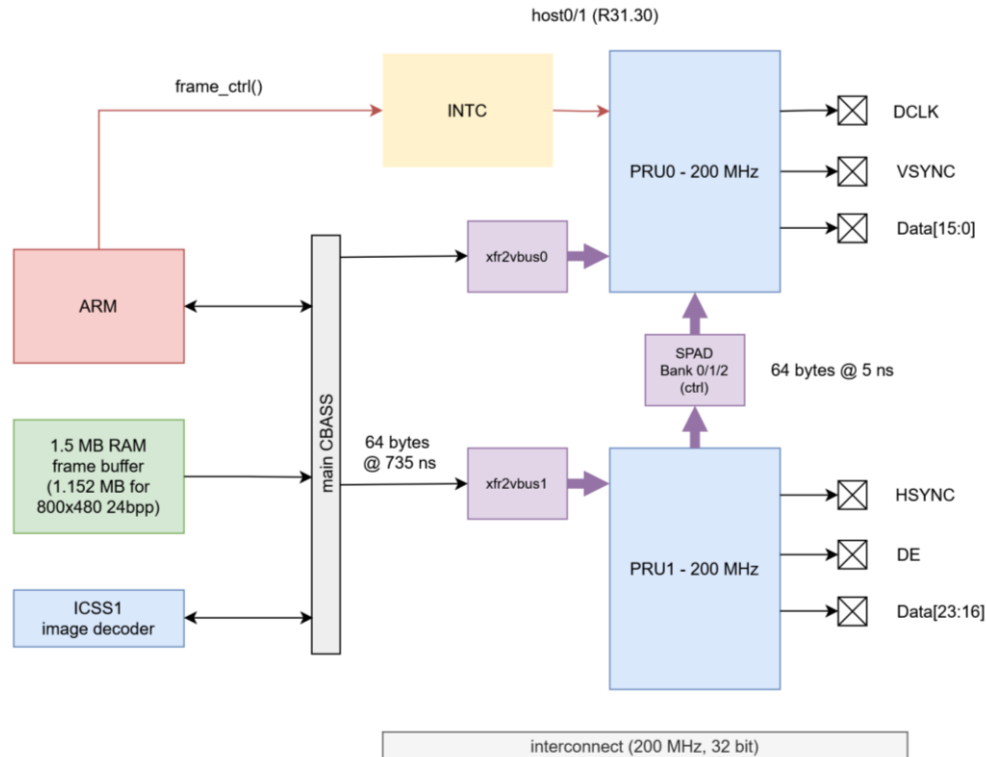 host0/1 (R31.30)
frame_ctrl()
INTC
PRU0 - 200 MHz
DCLK
VSYNC
Data[15:0]
xfr2vbus0
ARM
SPAD
Bank 0/1/2
(ctrl)
64 bytes @ 5 ns
main CBASS
1.5 MB RAM
frame buffer
(1.152 MB for
800x480 24bpp)
64 bytes
@ 735 ns
xfr2vbus1
PRU1 - 200 MHz
HSYNC
DE
Data[23:16]
ICSS1
image decoder
interconnect (200 MHz, 32 bit)